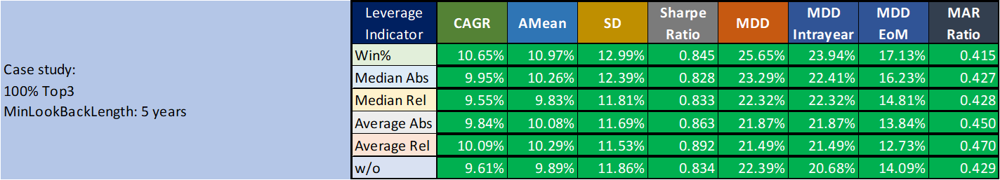 Case study:
100% Top3
MinLookBackLength: 5 years
Leverage Indicator CAGR AMean SD Sharpe Ratio MDD MDD Intrayear MDD EoM MAR Ratio
Win% 10.65% 10.97% 12.99% 0.845 25.65% 23.94% 17.13% 0.415
Median Abs 9.95% 10.26% 12.39% 0.828 23.29% 22.41% 16.23% 0.427
Median Rel 9.55% 9.83% 11.81% 0.833 22.32% 22.32% 14.81% 0.428
Average Abs 9.84% 10.08% 11.69% 0.863 21.87% 21.87% 13.84% 0.450
Average Rel 10.09% 10.29% 11.53% 0.892 21.49% 21.49% 12.73% 0.470
w/o 9.61% 9.89% 11.86% 0.834 22.39% 20.68% 14.09% 0.429